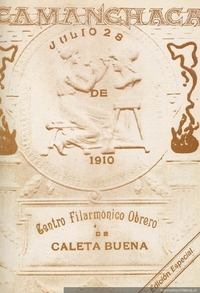 CAMANCHACA
JULIO 28
DE
1910
Centro Filarmónico Obrero
DE
CALETA BUENA
Edición Especial